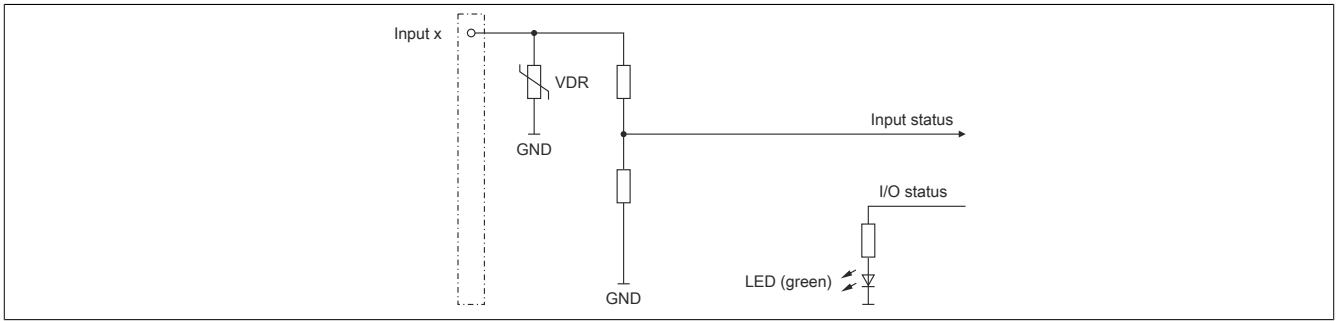 Input x
VDR
GND
Input status
I/O status
LED (green)
GND